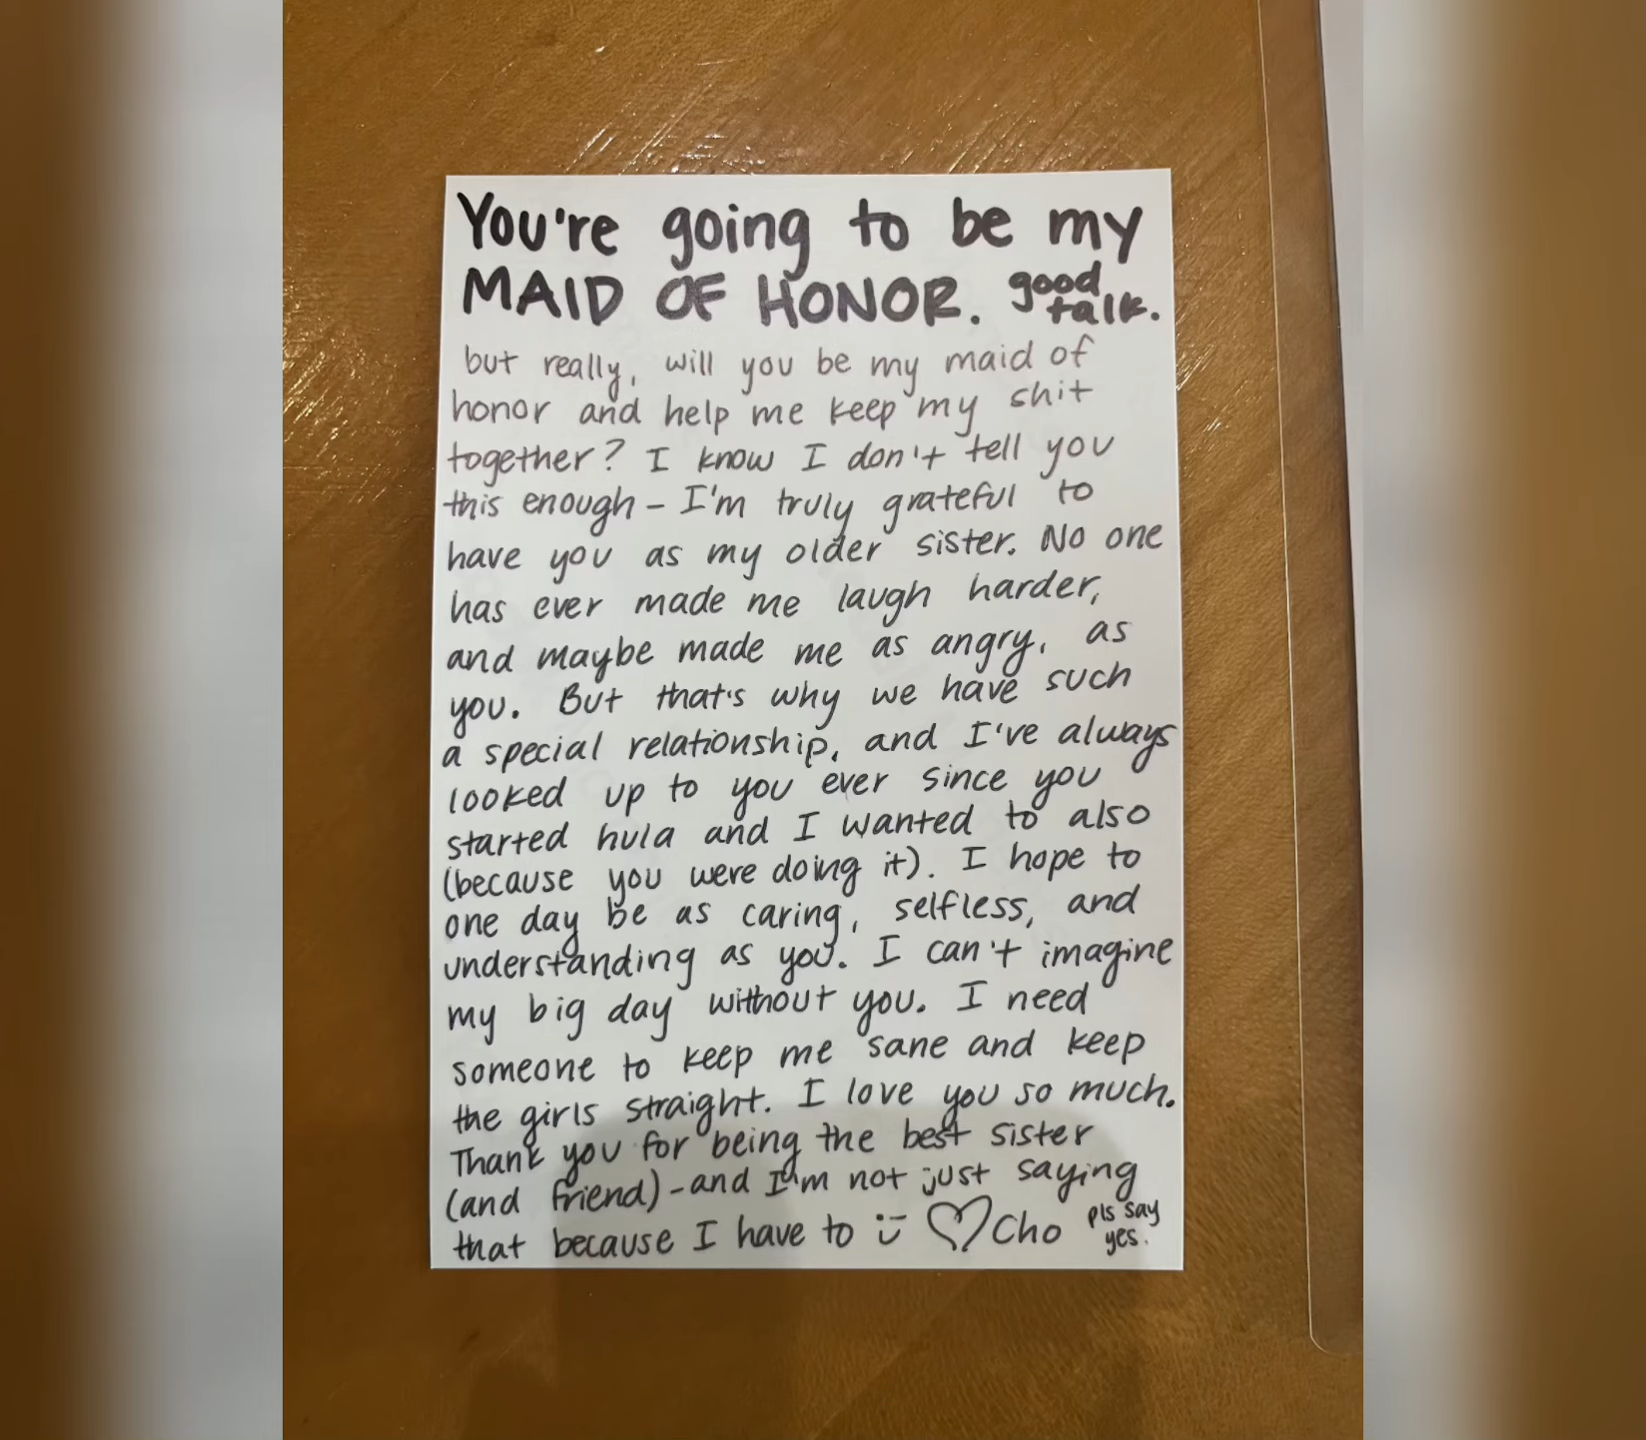 You're going to be my
MAID OF HONOR. good talk.
but really, will you be my maid of
honor and help me keep my shit
together? I know I don't tell you
this enough - I'm truly grateful to
have you as my older sister. No one
has ever made me laugh harder,
and maybe made me as angry, as
you. But that's why we have such
a special relationship, and I've always
looked up to you ever since you
started hula and I wanted to also
(because you were doing it). I hope to
one day be as caring, selfless, and
understanding as you. I can't imagine
my big day without you. I need
someone to keep me sane and keep
the girls straight. I love you so much.
Thank you for being the best sister
(and friend) - and I'm not just saying
that because I have to :) ♡ Cho pls say yes.